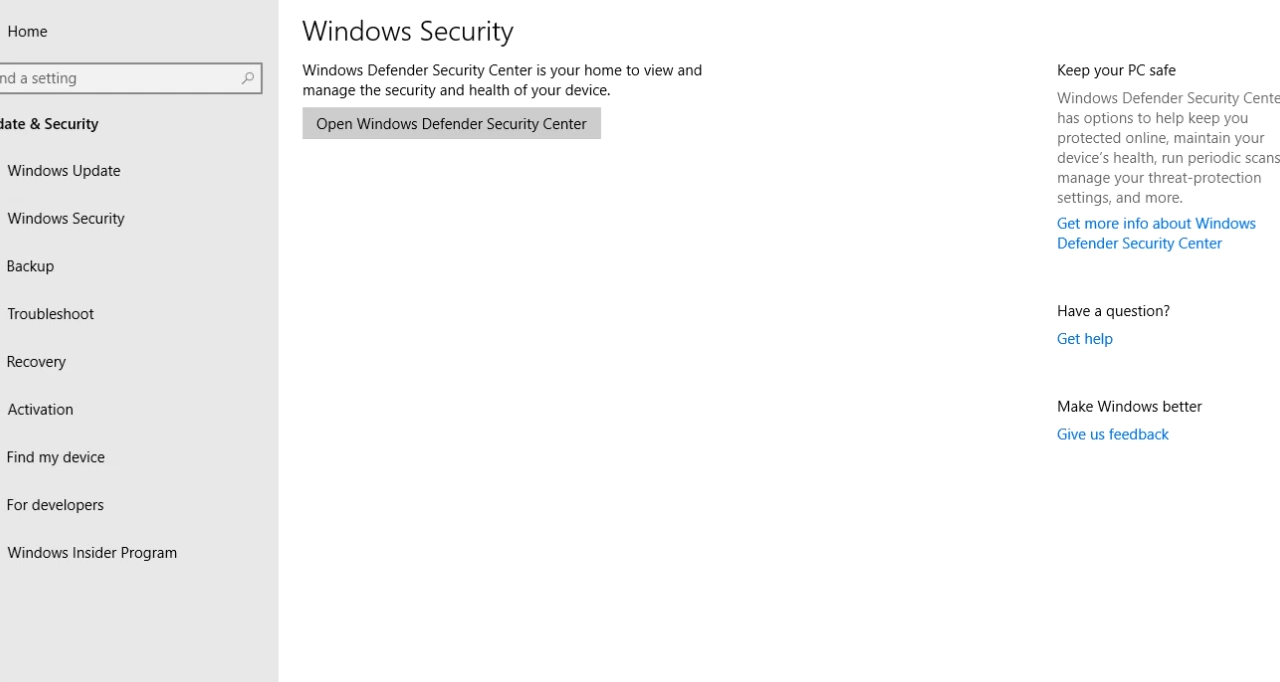 Home
nd a setting
date & Security
Windows Update
Windows Security
Backup
Troubleshoot
Recovery
Activation
Find my device
For developers
Windows Insider Program
Windows Security
Windows Defender Security Center is your home to view and
manage the security and health of your device.
Open Windows Defender Security Center
Keep your PC safe
Windows Defender Security Cente
has options to help keep you
protected online, maintain your
device's health, run periodic scans
manage your threat-protection
settings, and more.
Get more info about Windows
Defender Security Center
Have a question?
Get help
Make Windows better
Give us feedback